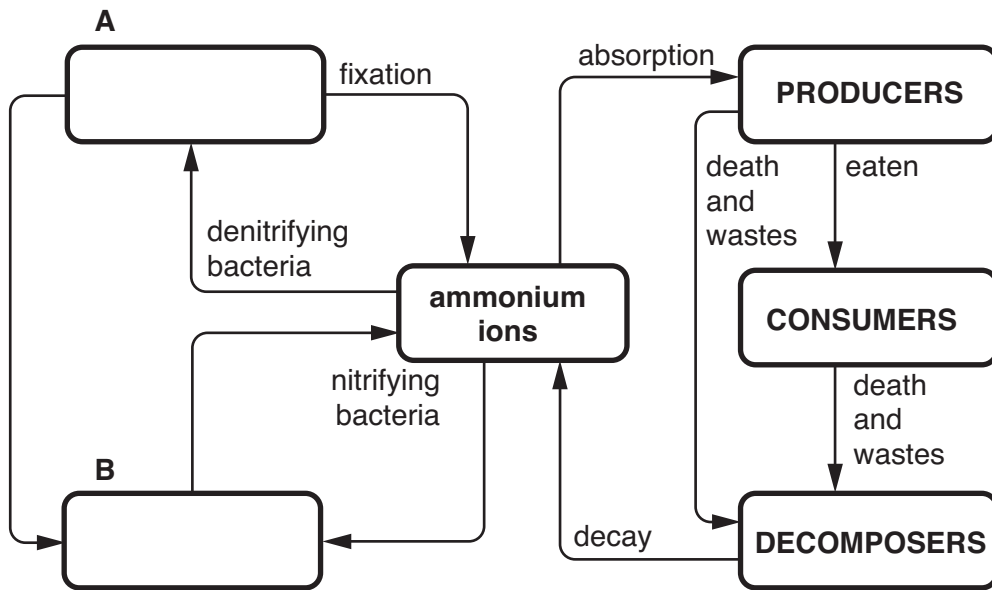 A
fixation
absorption
PRODUCERS
death
and
wastes
eaten
denitrifying
bacteria
ammonium
ions
CONSUMERS
nitrifying
bacteria
death
and
wastes
B
decay
DECOMPOSERS